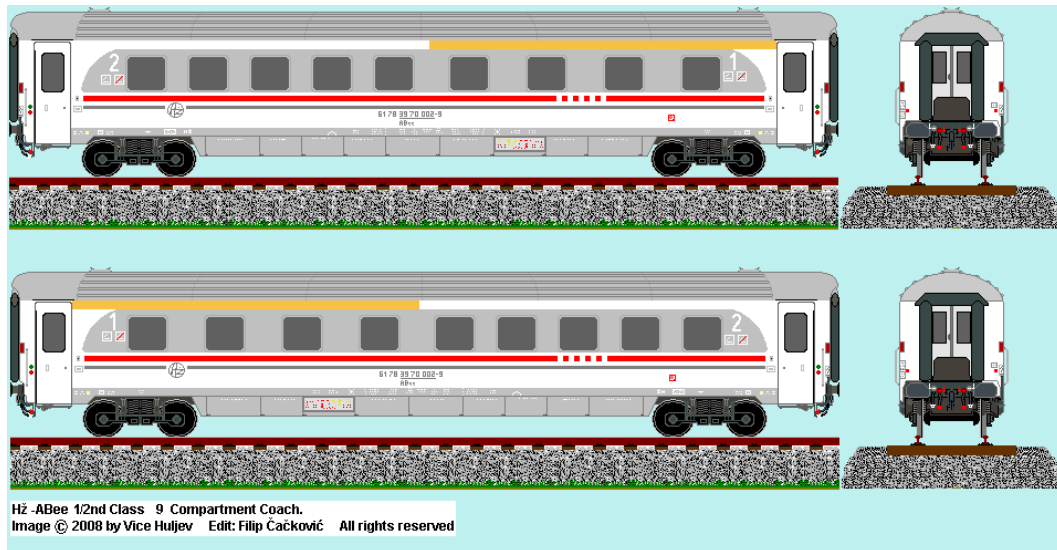 2
1
61 78 39 70 002-9
ABee
1
2
61 78 39 70 002-9
ABee
Hž -ABee 1/2nd Class 9 Compartment Coach.
Image © 2008 by Vice Huljev Edit: Filip Čačković All rights reserved